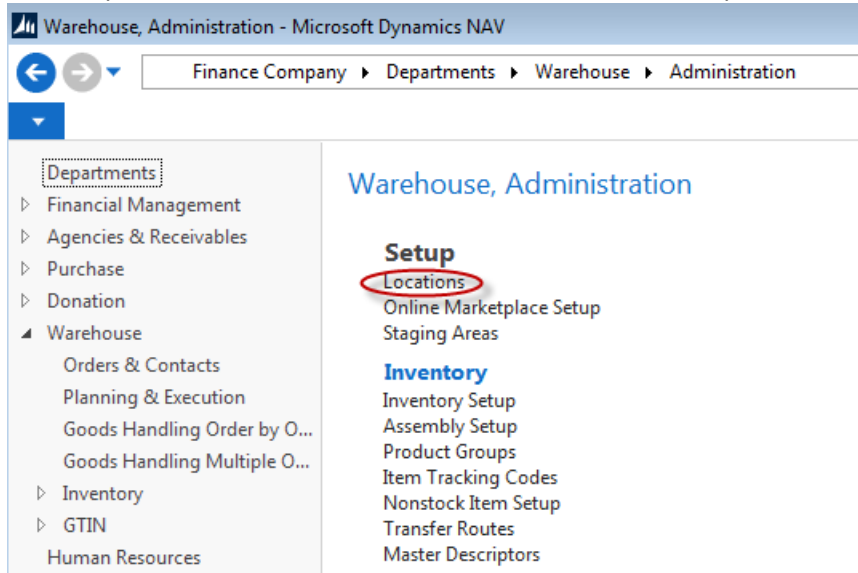 Warehouse, Administration - Microsoft Dynamics NAV
Finance Company ▸ Departments ▸ Warehouse ▸ Administration
Departments
Financial Management
Agencies & Receivables
Purchase
Donation
Warehouse
Orders & Contacts
Planning & Execution
Goods Handling Order by O...
Goods Handling Multiple O...
Inventory
GTIN
Human Resources
Warehouse, Administration
Setup
Locations
Online Marketplace Setup
Staging Areas
Inventory
Inventory Setup
Assembly Setup
Product Groups
Item Tracking Codes
Nonstock Item Setup
Transfer Routes
Master Descriptors